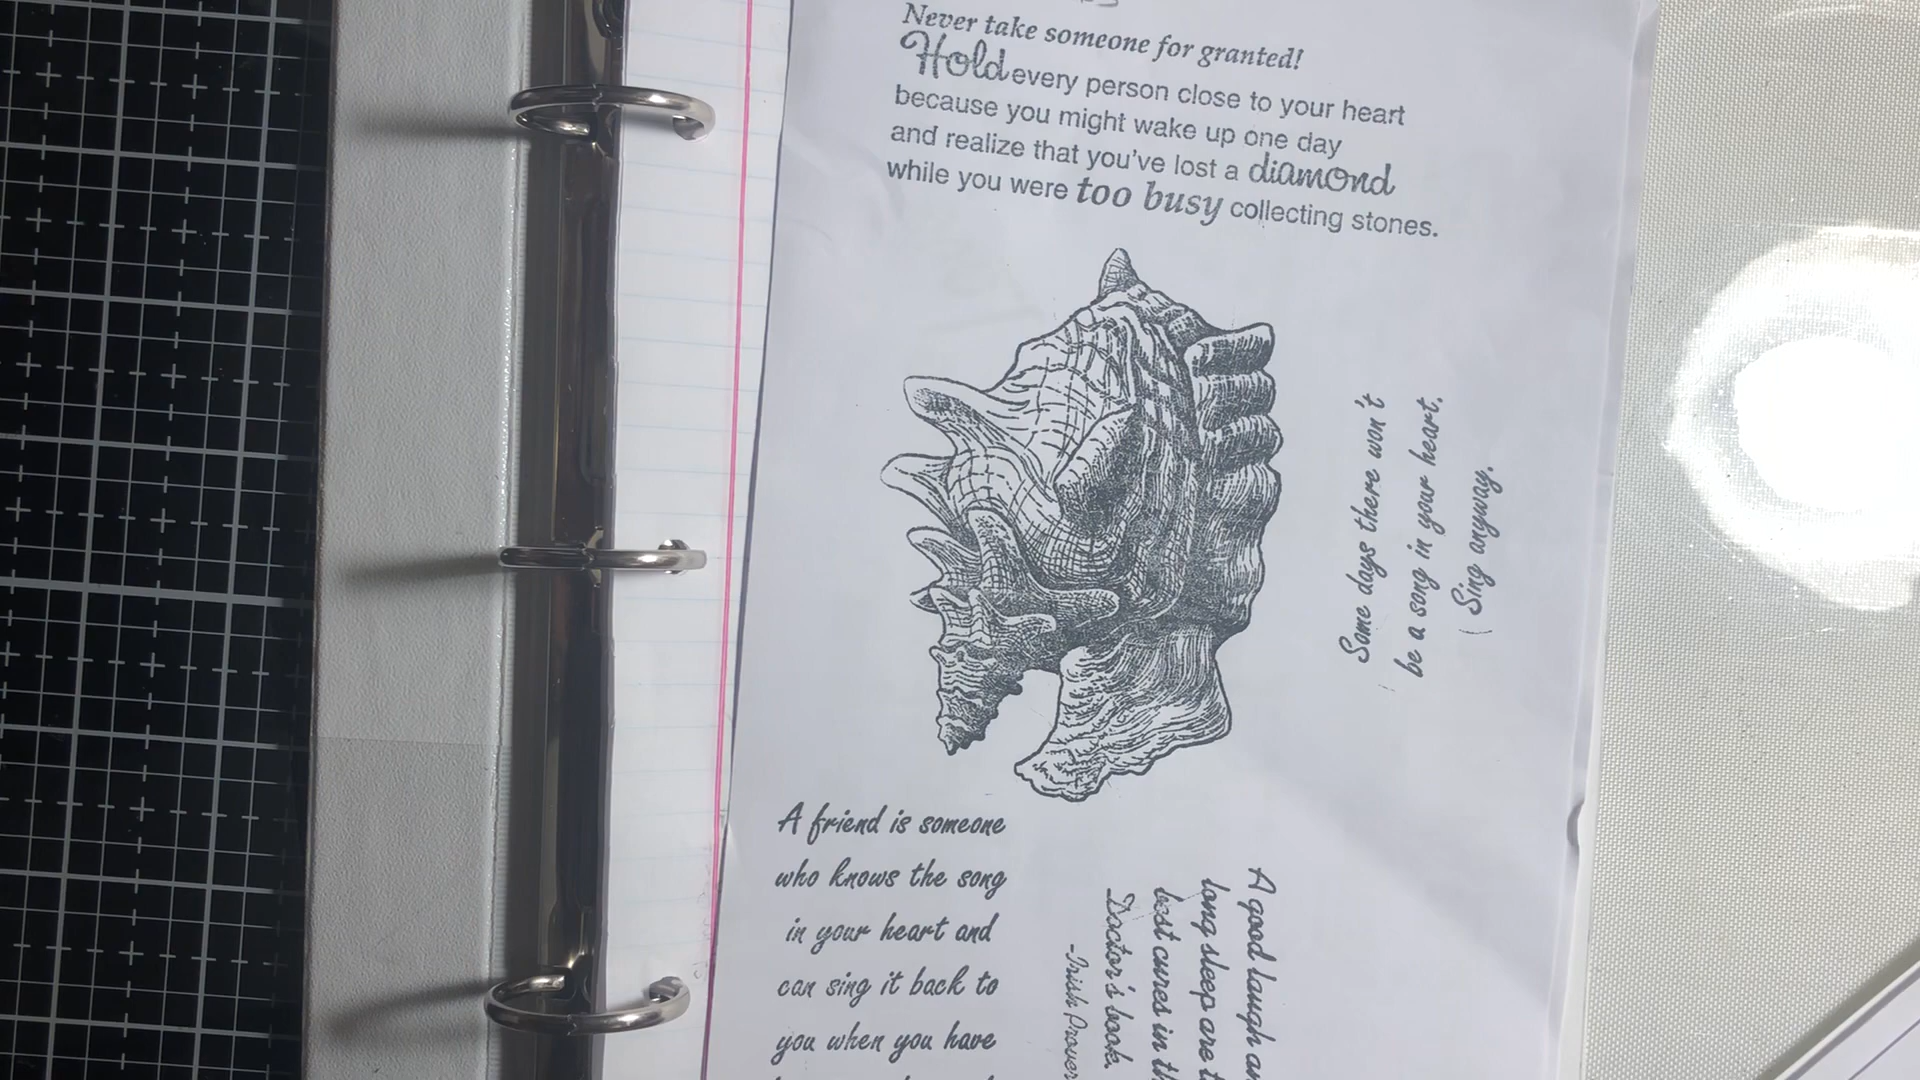 Never take someone for granted!
Hold every person close to your heart
because you might wake up one day
and realize that you've lost a diamond
while you were too busy collecting stones.
Some days there won't
be a song in your heart.
Sing anyway.
A friend is someone
who knows the song
in your heart and
can sing it back to
you when you have
A good laugh
long sleep are
best cures in
Doctor's book.
-Irish